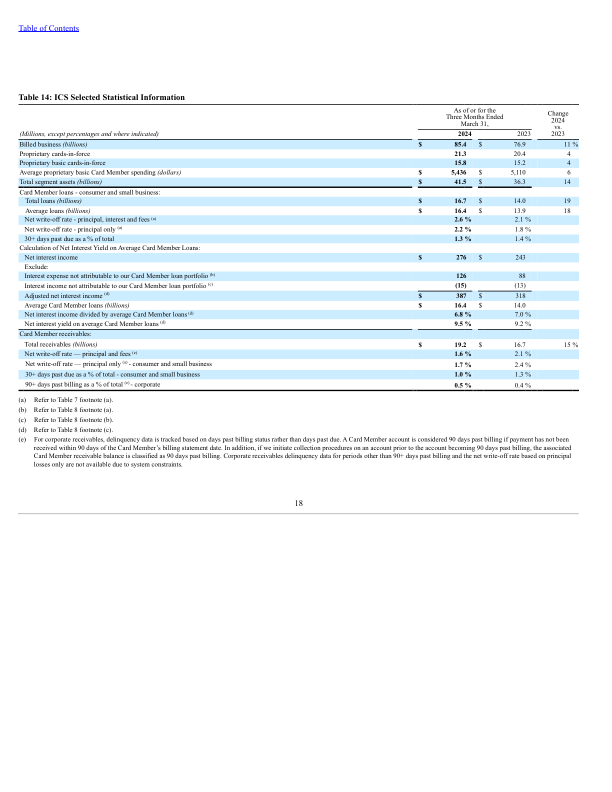 Table of Contents
Table 14: ICS Selected Statistical Information
As of or for the
Three Months Ended
March 31,
Change
2024
vs.
2023
(Millions, except percentages and where indicated) 2024 2023
Billed business (billions) $ 85.4 $ 76.9 11 %
Proprietary cards-in-force 21.3 20.4 4
Proprietary basic cards-in-force 15.8 15.2 4
Average proprietary basic Card Member spending (dollars) $ 5,436 $ 5,110 6
Total segment assets (billions) $ 41.5 $ 36.3 14
Card Member loans - consumer and small business:
Total loans (billions) $ 16.7 $ 14.0 19
Average loans (billions) $ 16.4 $ 13.9 18
Net write-off rate - principal, interest and fees (a) 2.6 % 2.1 %
Net write-off rate - principal only (a) 2.2 % 1.8 %
30+ days past due as a % of total 1.3 % 1.4 %
Calculation of Net Interest Yield on Average Card Member Loans:
Net interest income $ 276 $ 243
Exclude:
Interest expense not attributable to our Card Member loan portfolio (b) 126 88
Interest income not attributable to our Card Member loan portfolio (c) (15) (13)
Adjusted net interest income (d) $ 387 $ 318
Average Card Member loans (billions) $ 16.4 $ 14.0
Net interest income divided by average Card Member loans (d) 6.8 % 7.0 %
Net interest yield on average Card Member loans (d) 9.5 % 9.2 %
Card Member receivables:
Total receivables (billions) $ 19.2 $ 16.7 15 %
Net write-off rate — principal and fees (a) 1.6 % 2.1 %
Net write-off rate — principal only (a) - consumer and small business 1.7 % 2.4 %
30+ days past due as a % of total - consumer and small business 1.0 % 1.3 %
90+ days past billing as a % of total (e) - corporate 0.5 % 0.4 %
(a) Refer to Table 7 footnote (a).
(b) Refer to Table 8 footnote (a).
(c) Refer to Table 8 footnote (b).
(d) Refer to Table 8 footnote (c).
(e) For corporate receivables, delinquency data is tracked based on days past billing status rather than days past due. A Card Member account is considered 90 days past billing if payment has not been
received within 90 days of the Card Member's billing statement date. In addition, if we initiate collection procedures on an account prior to the account becoming 90 days past billing, the associated
Card Member receivable balance is classified as 90 days past billing. Corporate receivables delinquency data for periods other than 90+ days past billing and the net write-off rate based on principal
losses only are not available due to system constraints.
18